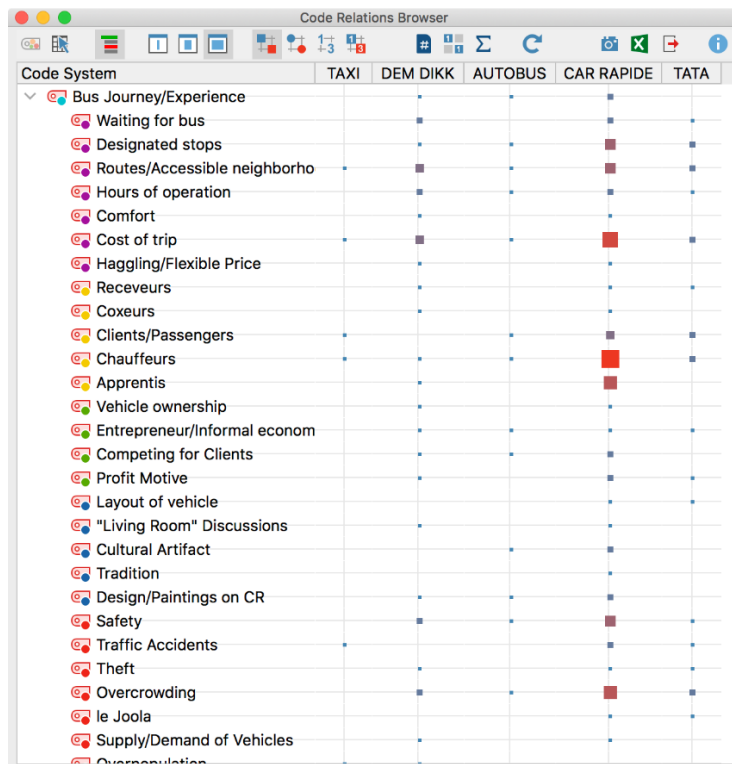 Code Relations Browser
Code System TAXI DEM DIKK AUTOBUS CAR RAPIDE TATA
Bus Journey/Experience
Waiting for bus
Designated stops
Routes/Accessible neighborho
Hours of operation
Comfort
Cost of trip
Haggling/Flexible Price
Receveurs
Coxeurs
Clients/Passengers
Chauffeurs
Apprentis
Vehicle ownership
Entrepreneur/Informal econom
Competing for Clients
Profit Motive
Layout of vehicle
"Living Room" Discussions
Cultural Artifact
Tradition
Design/Paintings on CR
Safety
Traffic Accidents
Theft
Overcrowding
le Joola
Supply/Demand of Vehicles
Overpopulation